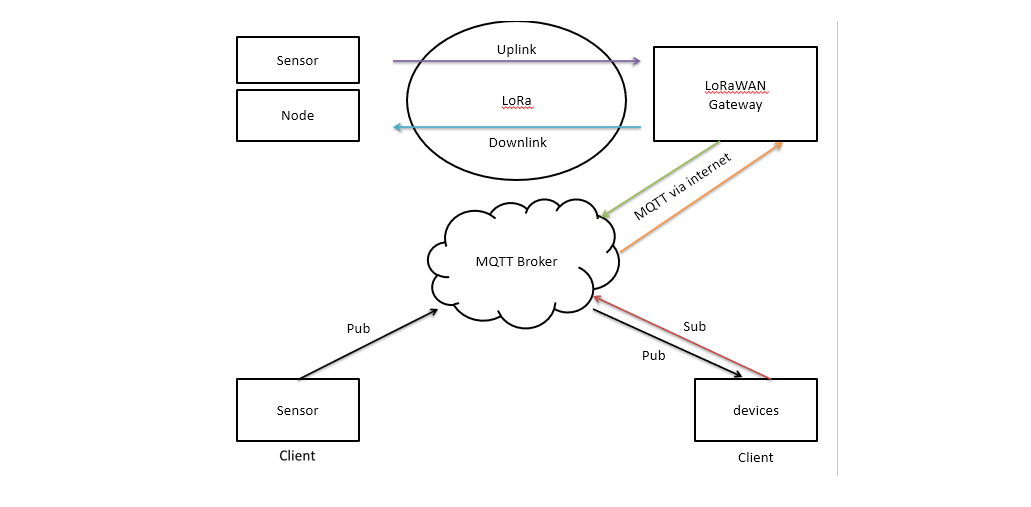 Sensor
Node
Uplink
LoRa
Downlink
LoRaWAN
Gateway
MQTT via internet
MQTT Broker
Pub
Sub
Pub
Sensor
Client
devices
Client